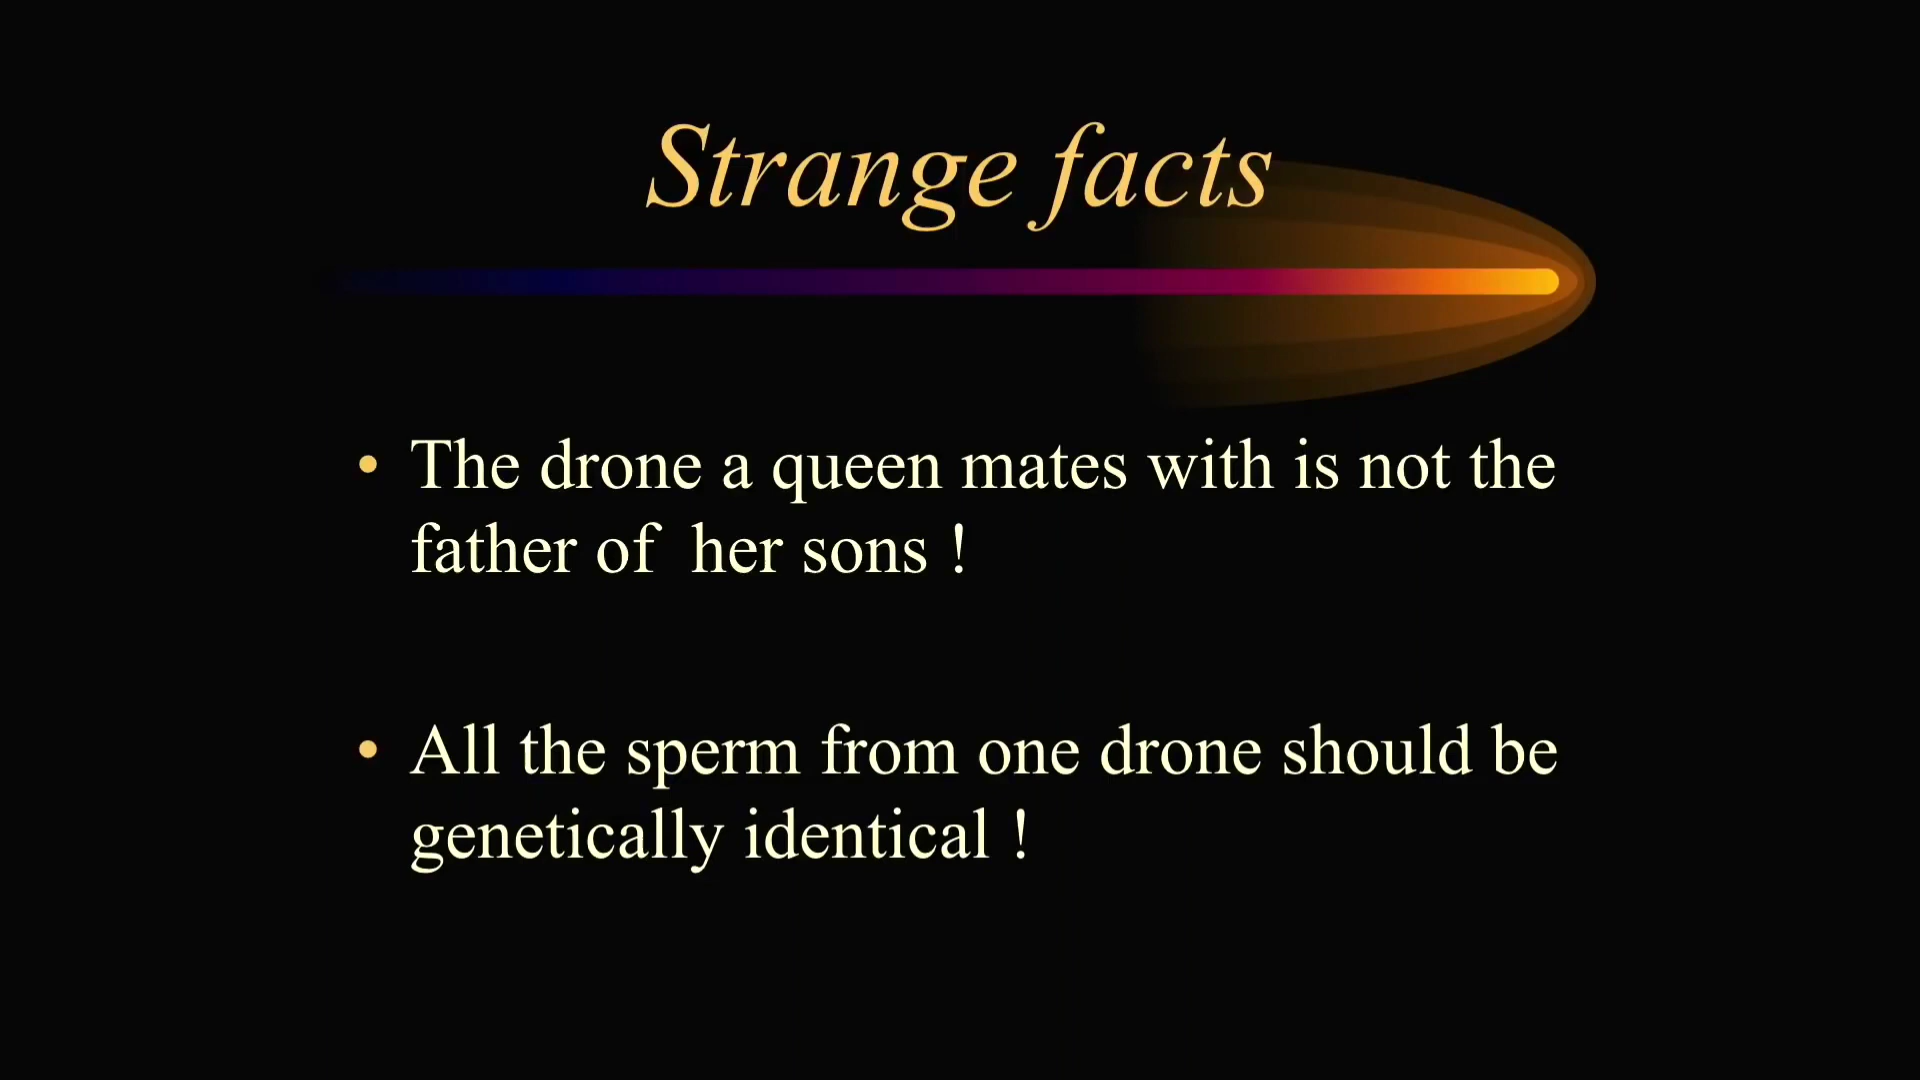 Strange facts
• The drone a queen mates with is not the
father of  her sons !
• All the sperm from one drone should be
genetically identical !